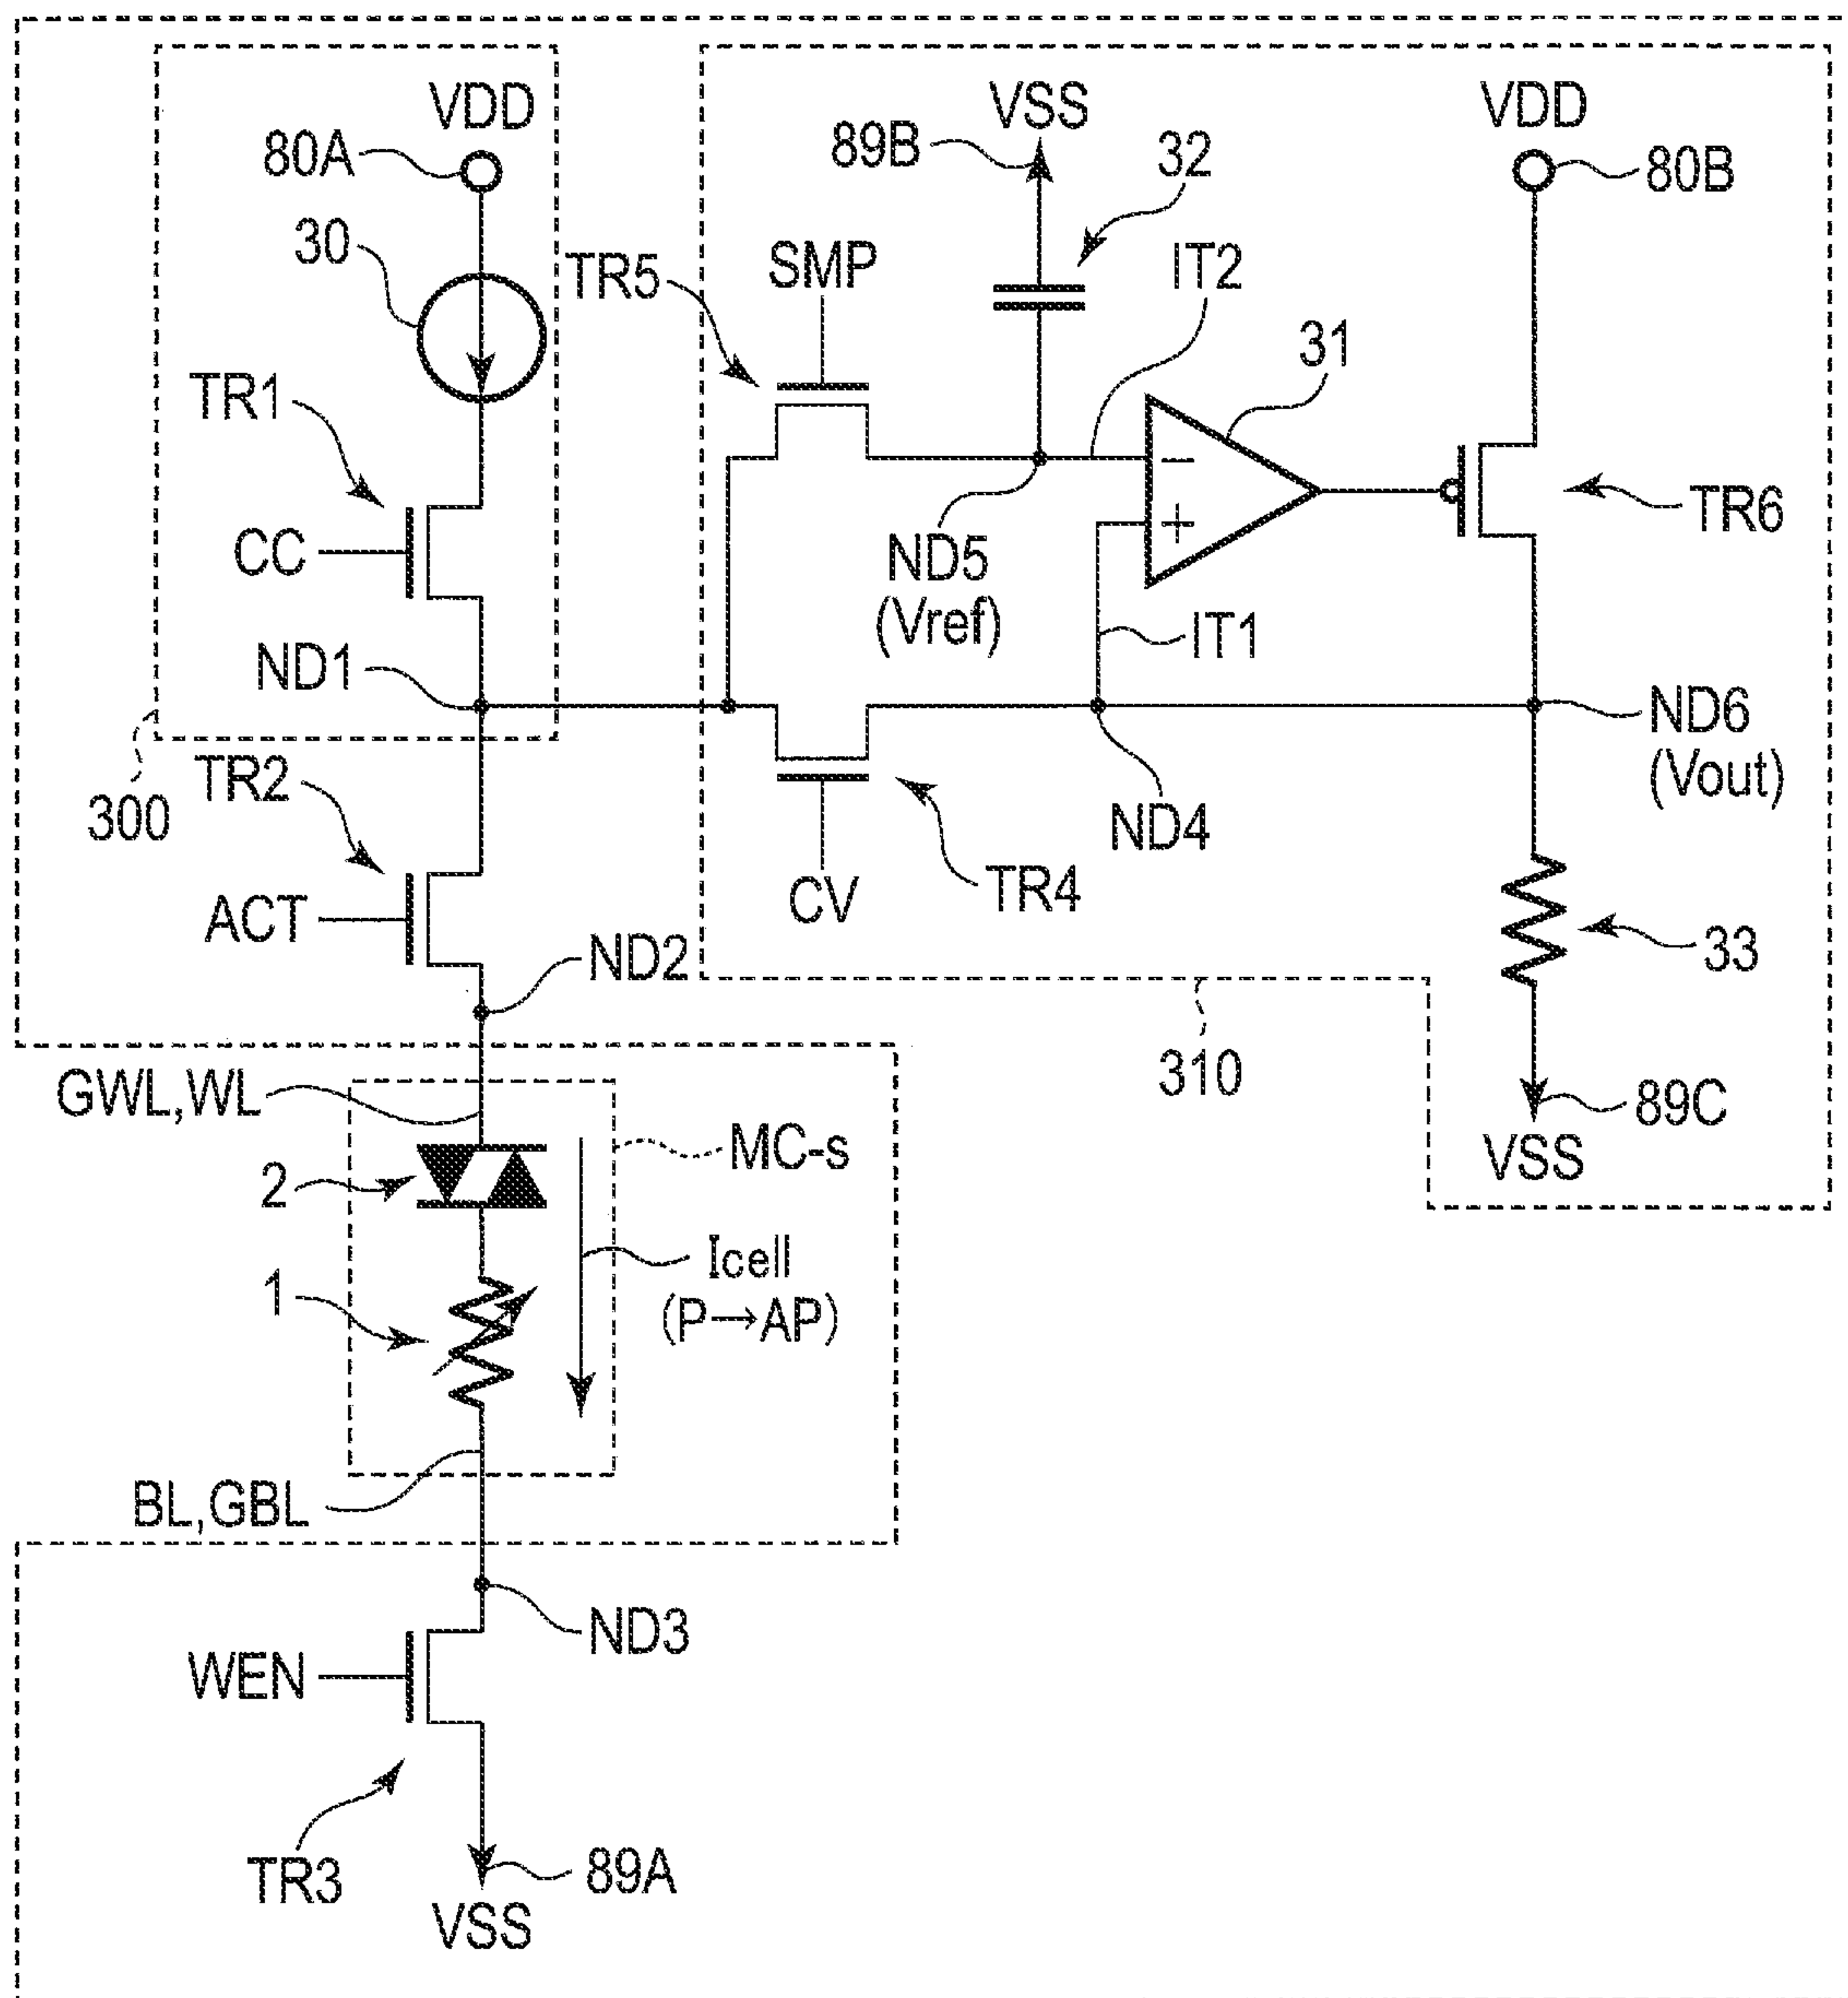 VDD
80A
30
TR1
CC
ND1
300
TR2
ACT
ND2
VSS
89B
32
SMP
TR5
IT2
31
VDD
80B
TR6
ND5
(Vref)
IT1
ND6
(Vout)
ND4
TR4
CV
33
310
89C
VSS
GWL,WL
MC-s
2
Icell
(P→AP)
1
BL,GBL
ND3
WEN
TR3
89A
VSS
−
+